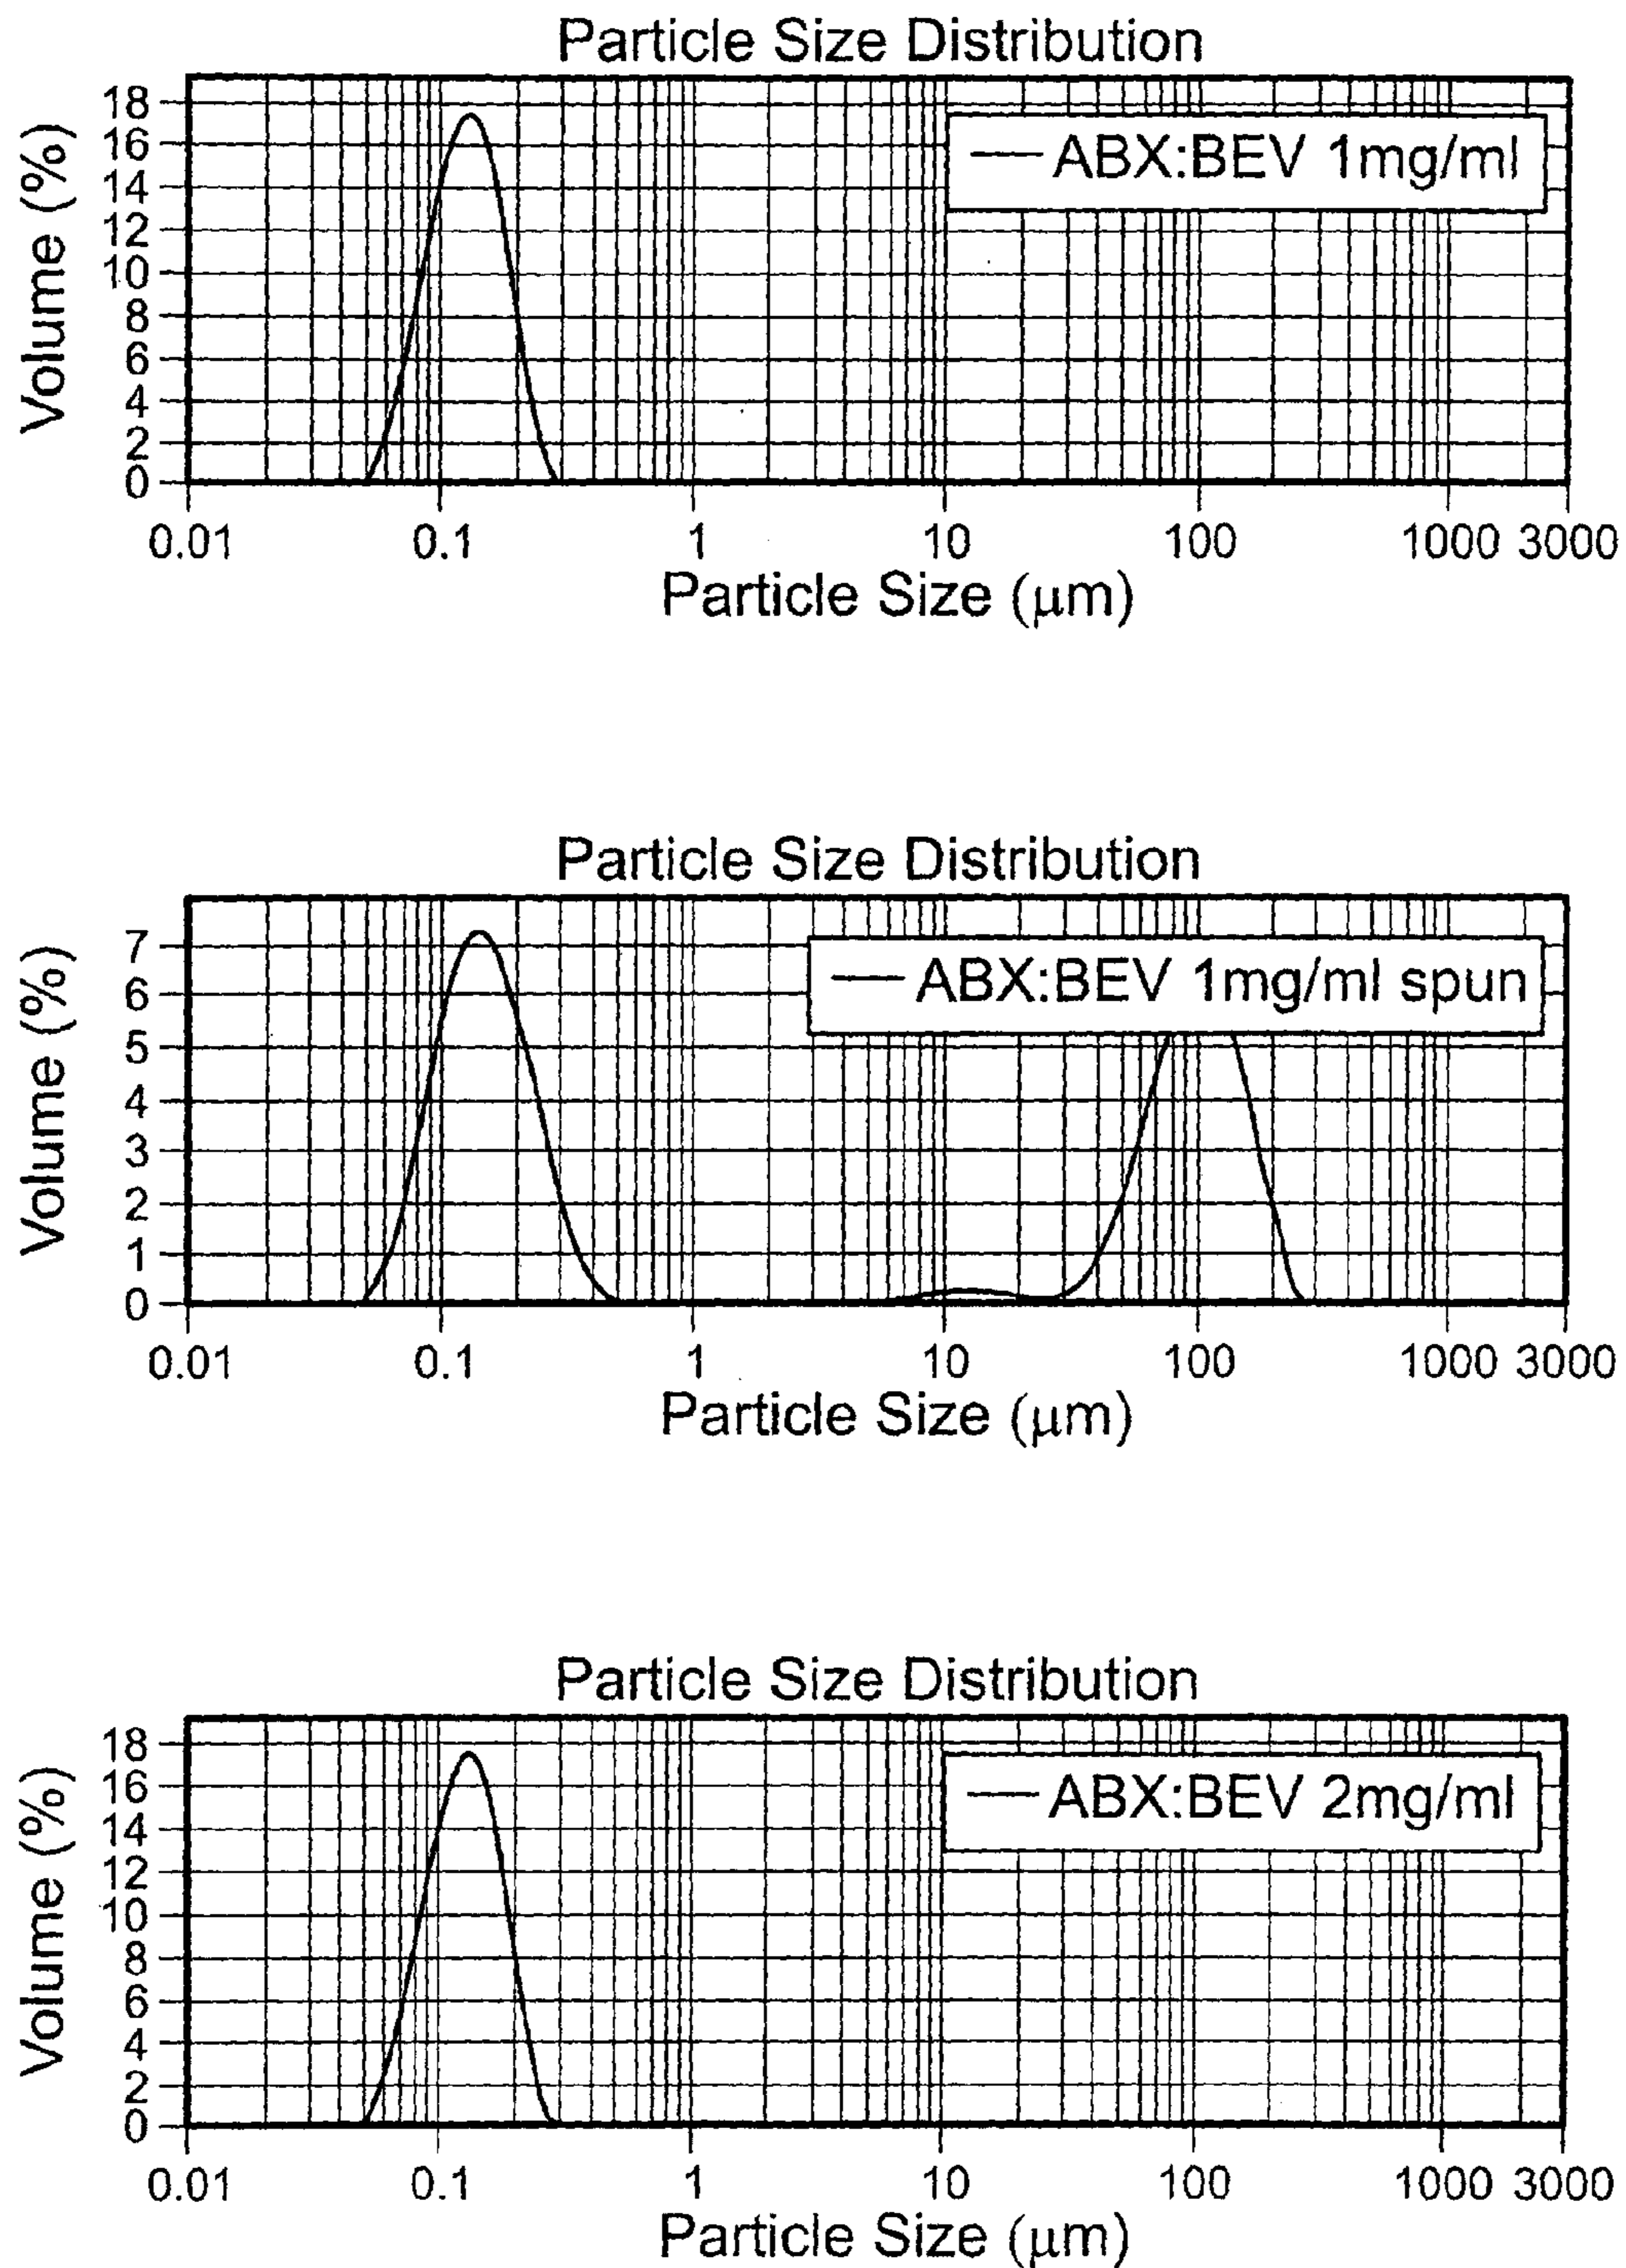 Particle Size Distribution
Volume (%)
18
16
14
12
10
8
6
4
2
0
ABX:BEV 1mg/ml
0.01 0.1 1 10 100 1000 3000
Particle Size (μm)
Particle Size Distribution
Volume (%)
7
6
5
4
3
2
1
0
ABX:BEV 1mg/ml spun
0.01 0.1 1 10 100 1000 3000
Particle Size (μm)
Particle Size Distribution
Volume (%)
18
16
14
12
10
8
6
4
2
0
ABX:BEV 2mg/ml
0.01 0.1 1 10 100 1000 3000
Particle Size (μm)